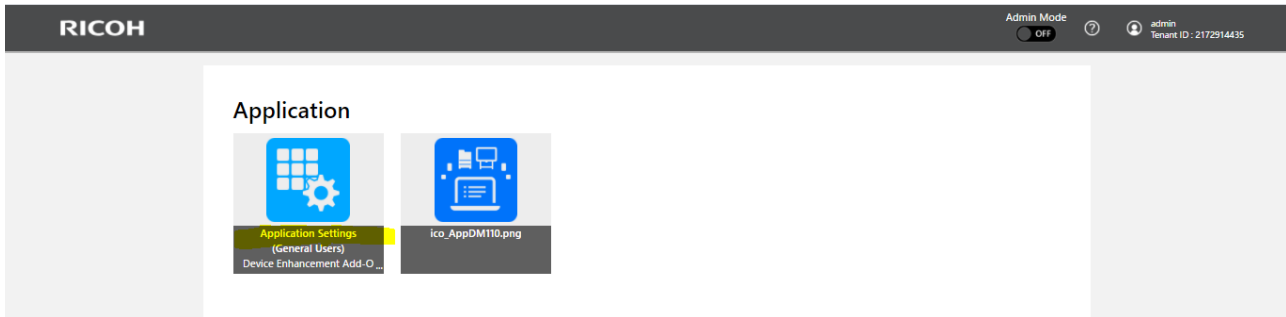 RICOH
Admin Mode
OFF
admin
Tenant ID : 2172914435
Application
Application Settings
(General Users)
Device Enhancement Add-O ...
ico_AppDM110.png